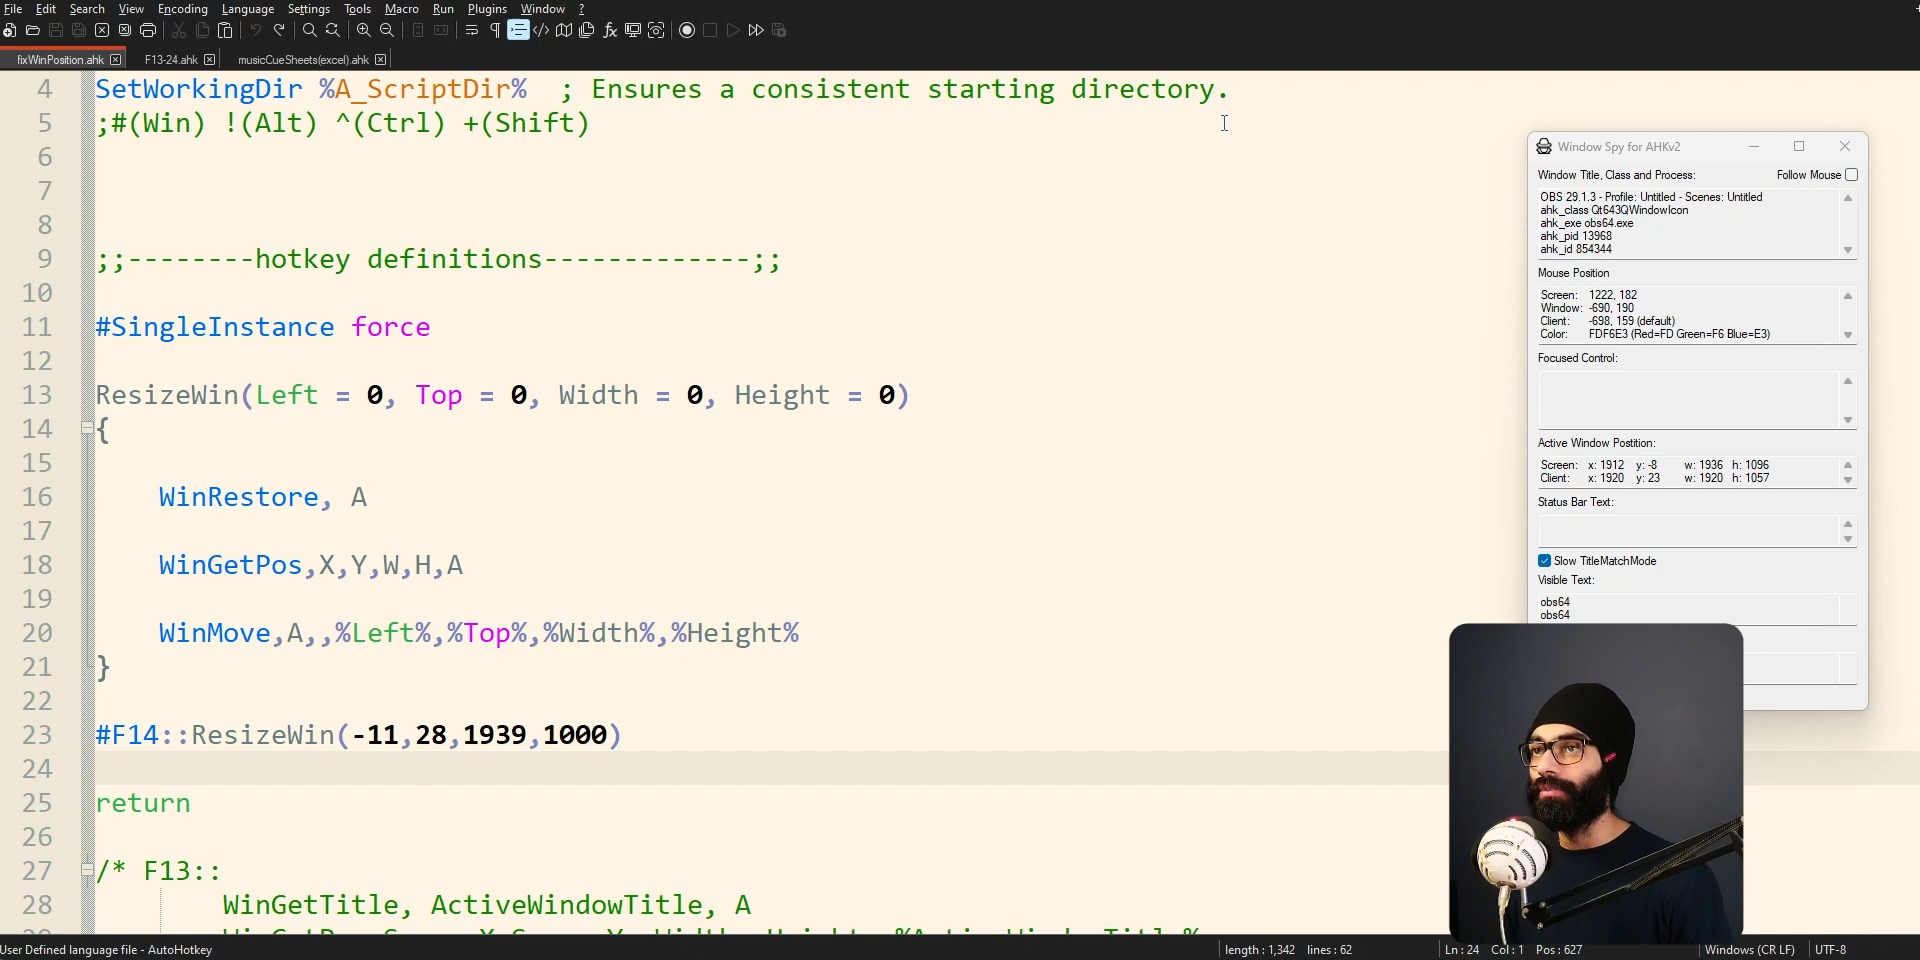 File Edit Search View Encoding Language Settings Tools Macro Run Plugins Window ?
fixWinPosition.ahk F13-24.ahk musicCueSheets(excel).ahk
4 SetWorkingDir %A_ScriptDir% ; Ensures a consistent starting directory.
5 ;#(Win) !(Alt) ^(Ctrl) +(Shift)
6
7
8
9 ;;--------hotkey definitions-------------;;
10
11 #SingleInstance force
12
13 ResizeWin(Left = 0, Top = 0, Width = 0, Height = 0)
14 {
15
16 WinRestore, A
17
18 WinGetPos,X,Y,W,H,A
19
20 WinMove,A,,%Left%,%Top%,%Width%,%Height%
21 }
22
23 #F14::ResizeWin(-11,28,1939,1000)
24
25 return
26
27 /* F13::
28 WinGetTitle, ActiveWindowTitle, A
Window Spy for AHKv2
Window Title, Class and Process: Follow Mouse
OBS 29.1.3 - Profile: Untitled - Scenes: Untitled
ahk_class Qt643QWindowIcon
ahk_exe obs64.exe
ahk_pid 13968
ahk_id 854344
Mouse Position
Screen: 1222, 182
Window: -690, 190
Client: -698, 159 (default)
Color: FDF6E3 (Red=FD Green=F6 Blue=E3)
Focused Control:
Active Window Postition:
Screen: x: 1912 y: -8 w: 1936 h: 1096
Client: x: 1920 y: 23 w: 1920 h: 1057
Status Bar Text:
Slow TitleMatchMode
Visible Text:
obs64
obs64
User Defined language file - AutoHotkey length : 1,342 lines : 62 Ln : 24 Col : 1 Pos : 627 Windows (CR LF) UTF-8